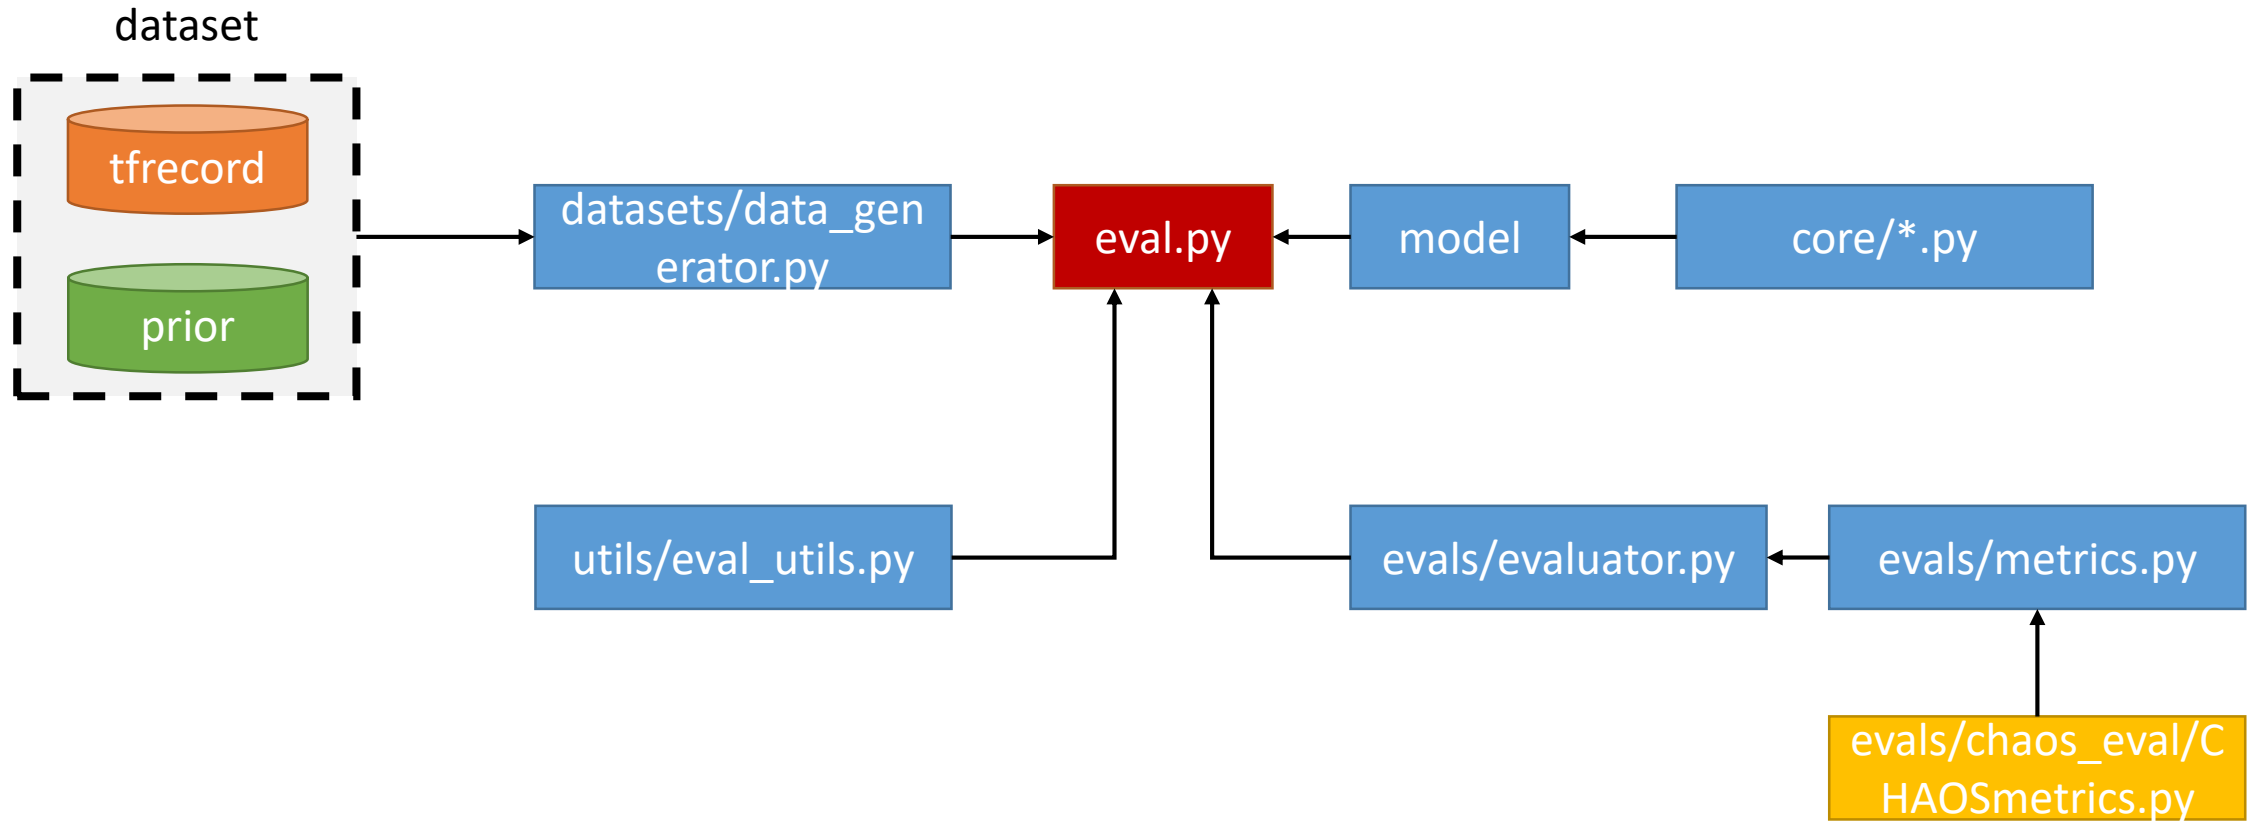 dataset
tfrecord
prior
datasets/data_gen
erator.py
eval.py
model
core/*.py
utils/eval_utils.py
evals/evaluator.py
evals/metrics.py
evals/chaos_eval/C
HAOSmetrics.py